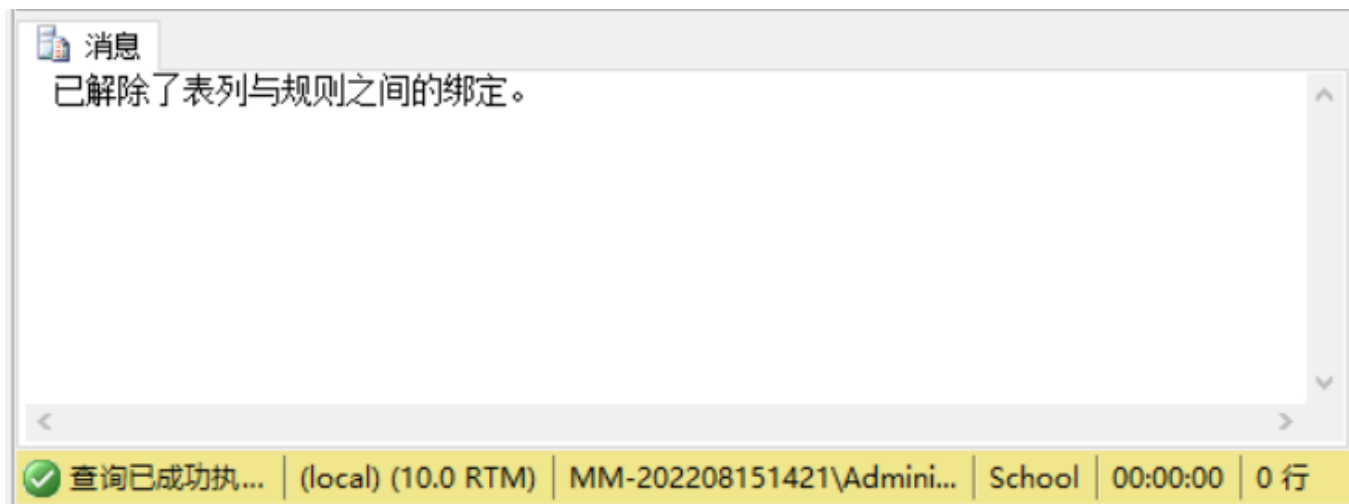 消息
已解除了表列与规则之间的绑定。
查询已成功执... (local) (10.0 RTM) MM-202208151421\Admini... School 00:00:00 0 行